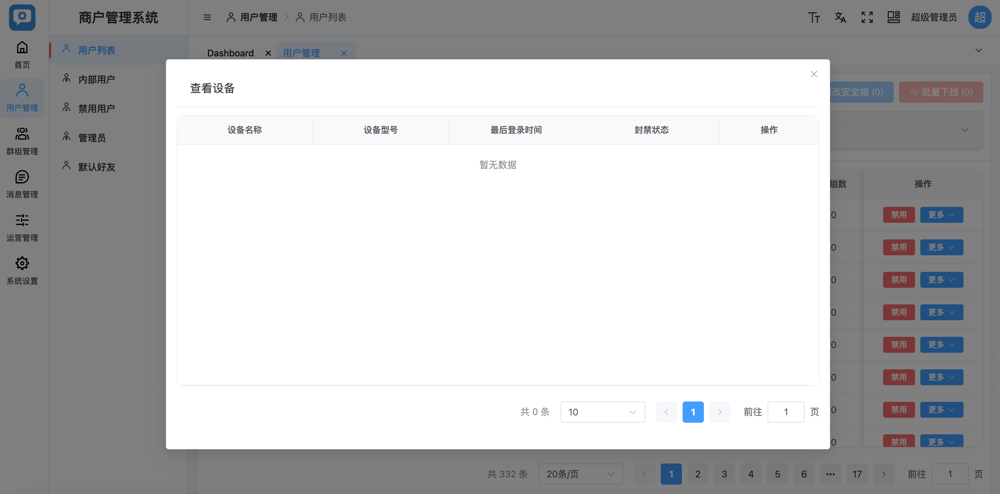 商户管理系统
用户管理
用户列表
超级管理员
超
首页
用户管理
群组管理
消息管理
运营管理
系统设置
用户列表
内部用户
禁用用户
管理员
默认好友
Dashboard
用户管理
改安全组 (0)
批量下线 (0)
查看设备
设备名称 设备型号 最后登录时间 封禁状态 操作
暂无数据
共 0 条 10 1 前往 1 页
组数 操作
0 禁用 更多
0 禁用 更多
0 禁用 更多
0 禁用 更多
0 禁用 更多
0 禁用 更多
0 禁用 更多
0 禁用 更多
共 332 条 20条/页 1 2 3 4 5 6 ••• 17 前往 1 页